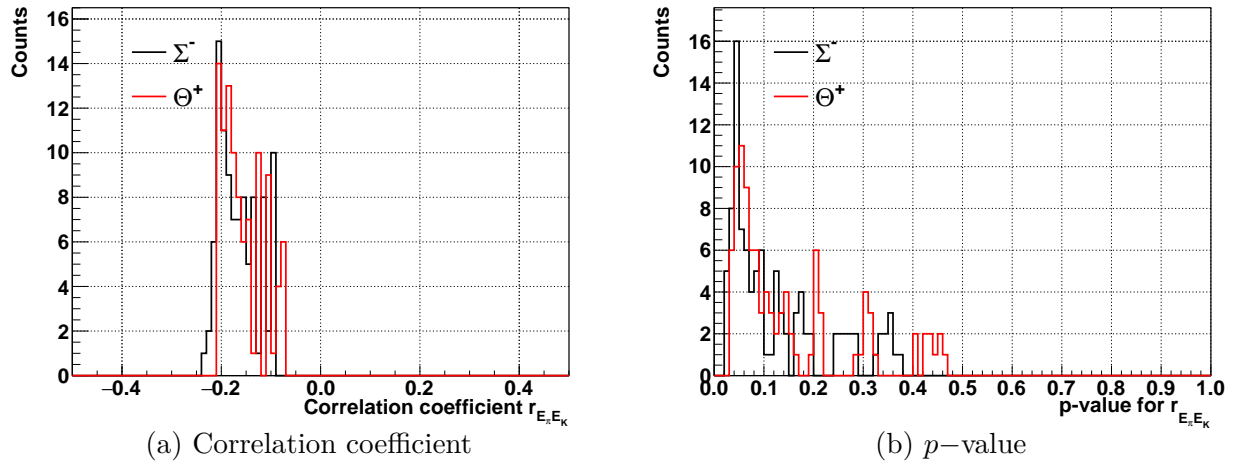 Counts
16
14
12
10
8
6
4
2
0
Σ⁻
Θ⁺
−0.4 −0.2 0.0 0.2 0.4
Correlation coefficient r_{E_π E_K}
(a) Correlation coefficient
Counts
16
14
12
10
8
6
4
2
0
Σ⁻
Θ⁺
0.0 0.1 0.2 0.3 0.4 0.5 0.6 0.7 0.8 0.9 1.0
p-value for r_{E_π E_K}
(b) p−value